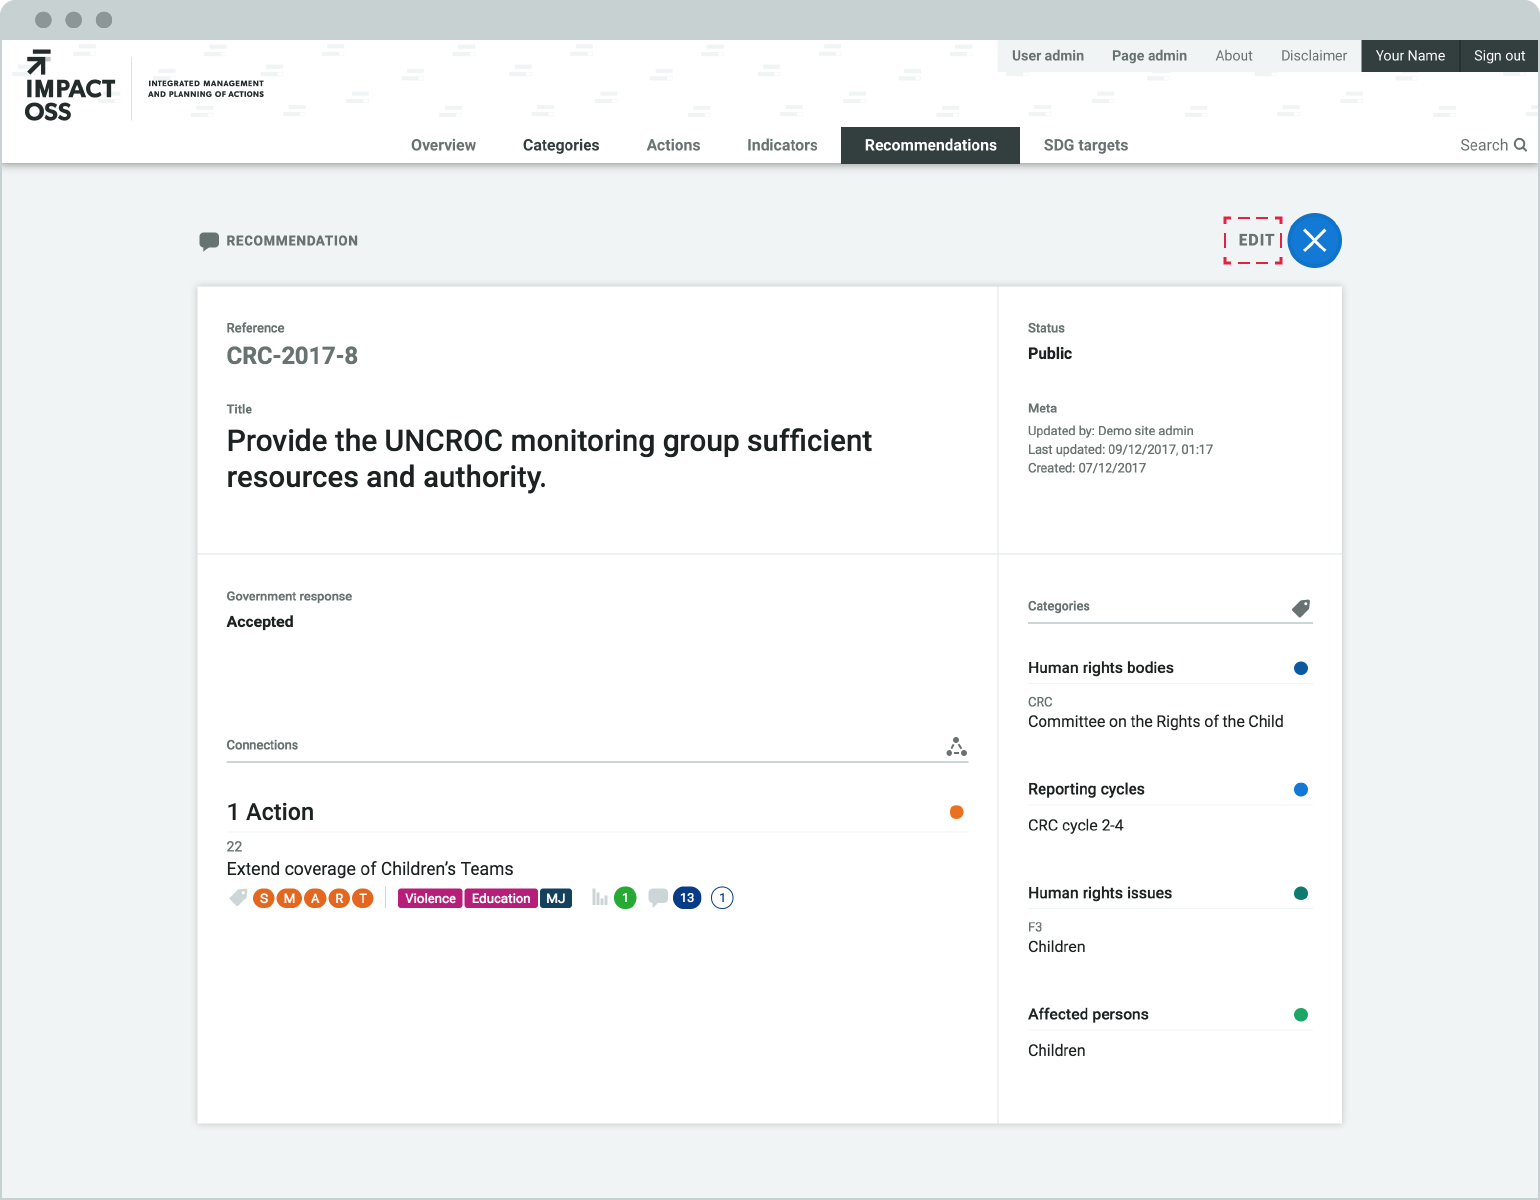 User admin Page admin About Disclaimer Your Name Sign out
IMPACT
OSS
INTEGRATED MANAGEMENT
AND PLANNING OF ACTIONS
Overview Categories Actions Indicators Recommendations SDG targets Search
RECOMMENDATION
EDIT
Reference
CRC-2017-8
Title
Provide the UNCROC monitoring group sufficient
resources and authority.
Status
Public
Meta
Updated by: Demo site admin
Last updated: 09/12/2017, 01:17
Created: 07/12/2017
Government response
Accepted
Connections
1 Action
22
Extend coverage of Children’s Teams
S M A R T Violence Education MJ 1 13 1
Categories
Human rights bodies
CRC
Committee on the Rights of the Child
Reporting cycles
CRC cycle 2-4
Human rights issues
F3
Children
Affected persons
Children